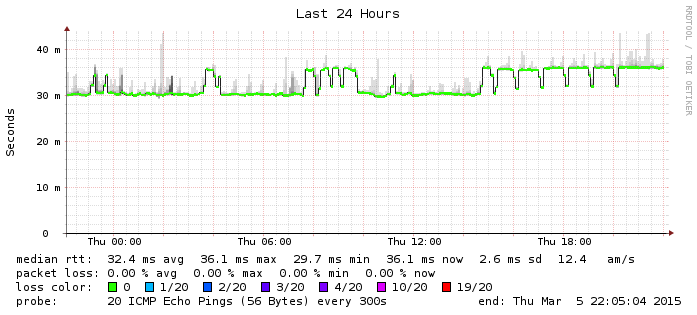 Last 24 Hours
RRDTOOL / TOBI OETIKER
Seconds
40 m
30 m
20 m
10 m
0
Thu 00:00 Thu 06:00 Thu 12:00 Thu 18:00
median rtt: 32.4 ms avg 36.1 ms max 29.7 ms min 36.1 ms now 2.6 ms sd 12.4 am/s
packet loss: 0.00 % avg 0.00 % max 0.00 % min 0.00 % now
loss color: 0 1/20 2/20 3/20 4/20 10/20 19/20
probe: 20 ICMP Echo Pings (56 Bytes) every 300s end: Thu Mar 5 22:05:04 2015